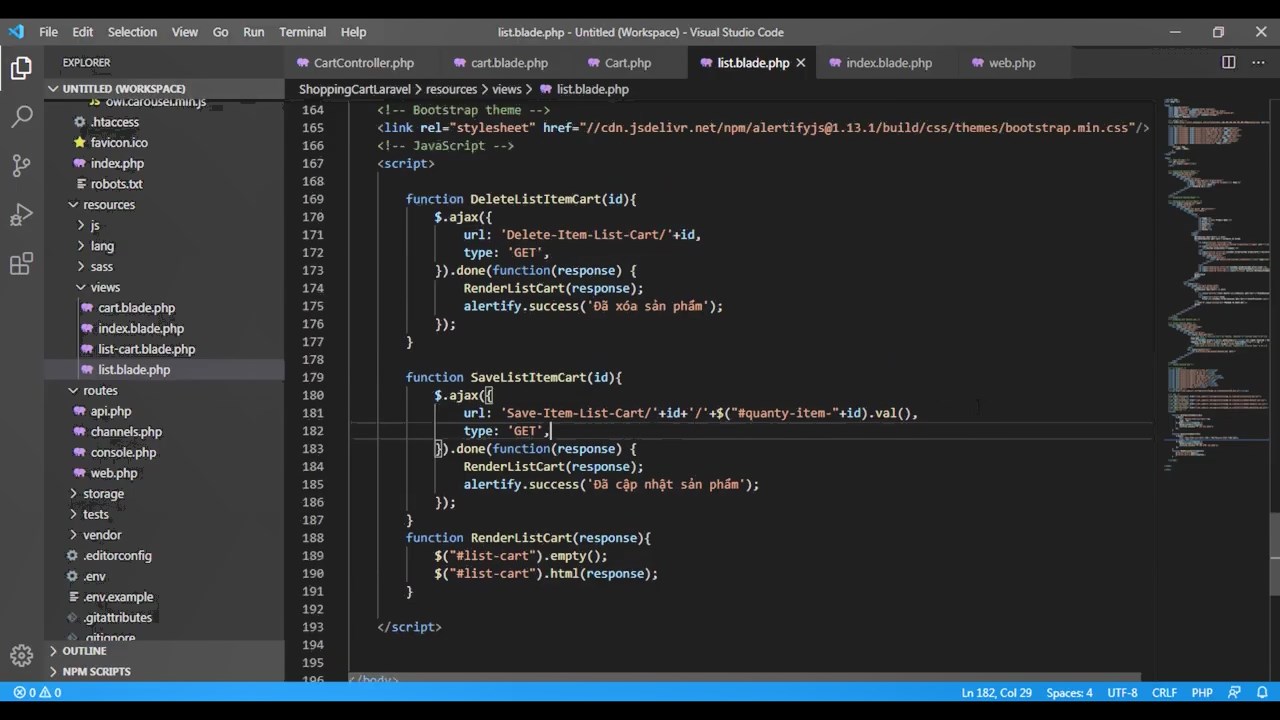 File Edit Selection View Go Run Terminal Help
list.blade.php - Untitled (Workspace) - Visual Studio Code
EXPLORER
CartController.php cart.blade.php Cart.php list.blade.php index.blade.php web.php
UNTITLED (WORKSPACE)
ShoppingCartLaravel > resources > views > list.blade.php
owl.carousel.min.js
.htaccess
favicon.ico
index.php
robots.txt
resources
js
lang
sass
views
cart.blade.php
index.blade.php
list-cart.blade.php
list.blade.php
routes
api.php
channels.php
console.php
web.php
storage
tests
vendor
.editorconfig
.env
.env.example
.gitattributes
.gitignore
OUTLINE
NPM SCRIPTS
164 <!-- Bootstrap theme -->
165 <link rel="stylesheet" href="//cdn.jsdelivr.net/npm/alertifyjs@1.13.1/build/css/themes/bootstrap.min.css"/>
166 <!-- JavaScript -->
167 <script>
168
169 function DeleteListItemCart(id){
170 $.ajax({
171 url: 'Delete-Item-List-Cart/'+id,
172 type: 'GET',
173 }).done(function(response) {
174 RenderListCart(response);
175 alertify.success('Đã xóa sản phẩm');
176 });
177 }
178
179 function SaveListItemCart(id){
180 $.ajax({
181 url: 'Save-Item-List-Cart/'+id+'/'+$("#quanty-item-"+id).val(),
182 type: 'GET',
183 }).done(function(response) {
184 RenderListCart(response);
185 alertify.success('Đã cập nhật sản phẩm');
186 });
187 }
188 function RenderListCart(response){
189 $("#list-cart").empty();
190 $("#list-cart").html(response);
191 }
192
193 </script>
194
195
196 </body>
0 0 Ln 182, Col 29 Spaces: 4 UTF-8 CRLF PHP